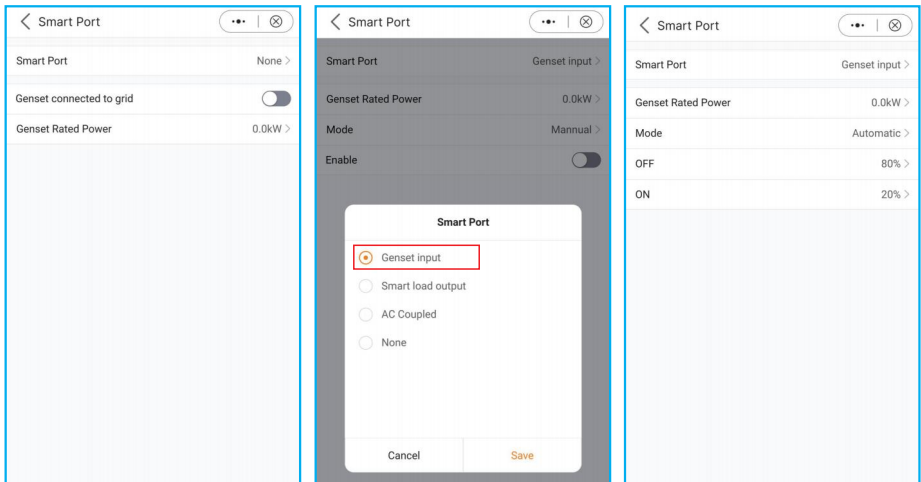 Smart Port
Smart Port None >
Genset connected to grid
Genset Rated Power 0.0kW >
Smart Port
Smart Port Genset input >
Genset Rated Power 0.0kW >
Mode Mannual >
Enable
Smart Port
Genset input
Smart load output
AC Coupled
None
Cancel Save
Smart Port
Smart Port Genset input >
Genset Rated Power 0.0kW >
Mode Automatic >
OFF 80% >
ON 20% >